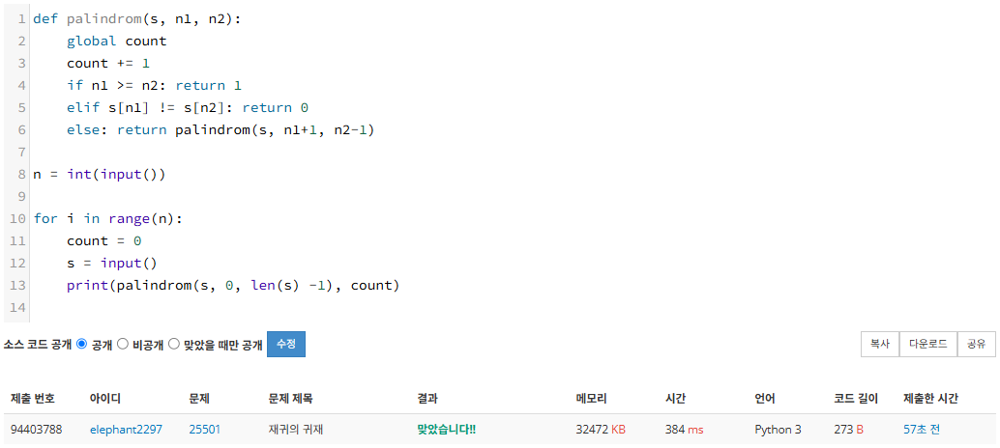 1 def palindrom(s, n1, n2):
2     global count
3     count += 1
4     if n1 >= n2: return 1
5     elif s[n1] != s[n2]: return 0
6     else: return palindrom(s, n1+1, n2-1)
7
8 n = int(input())
9
10 for i in range(n):
11     count = 0
12     s = input()
13     print(palindrom(s, 0, len(s) -1), count)
14
소스 코드 공개 공개 비공개 맞았을 때만 공개 수정 복사 다운로드 공유
제출 번호 아이디 문제 문제 제목 결과 메모리 시간 언어 코드 길이 제출한 시간
94403788 elephant2297 25501 재귀의 귀재 맞았습니다!! 32472 KB 384 ms Python 3 273 B 57초 전